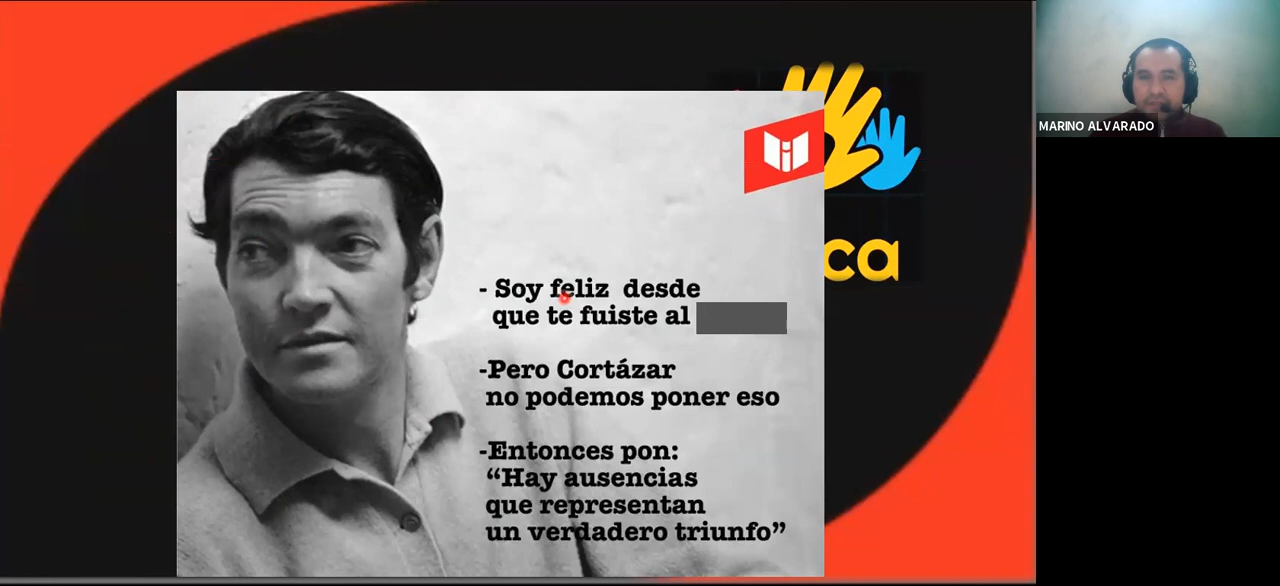 - Soy feliz desde
que te fuiste al
-Pero Cortázar
no podemos poner eso
-Entonces pon:
“Hay ausencias
que representan
un verdadero triunfo”
ca
MARINO ALVARADO